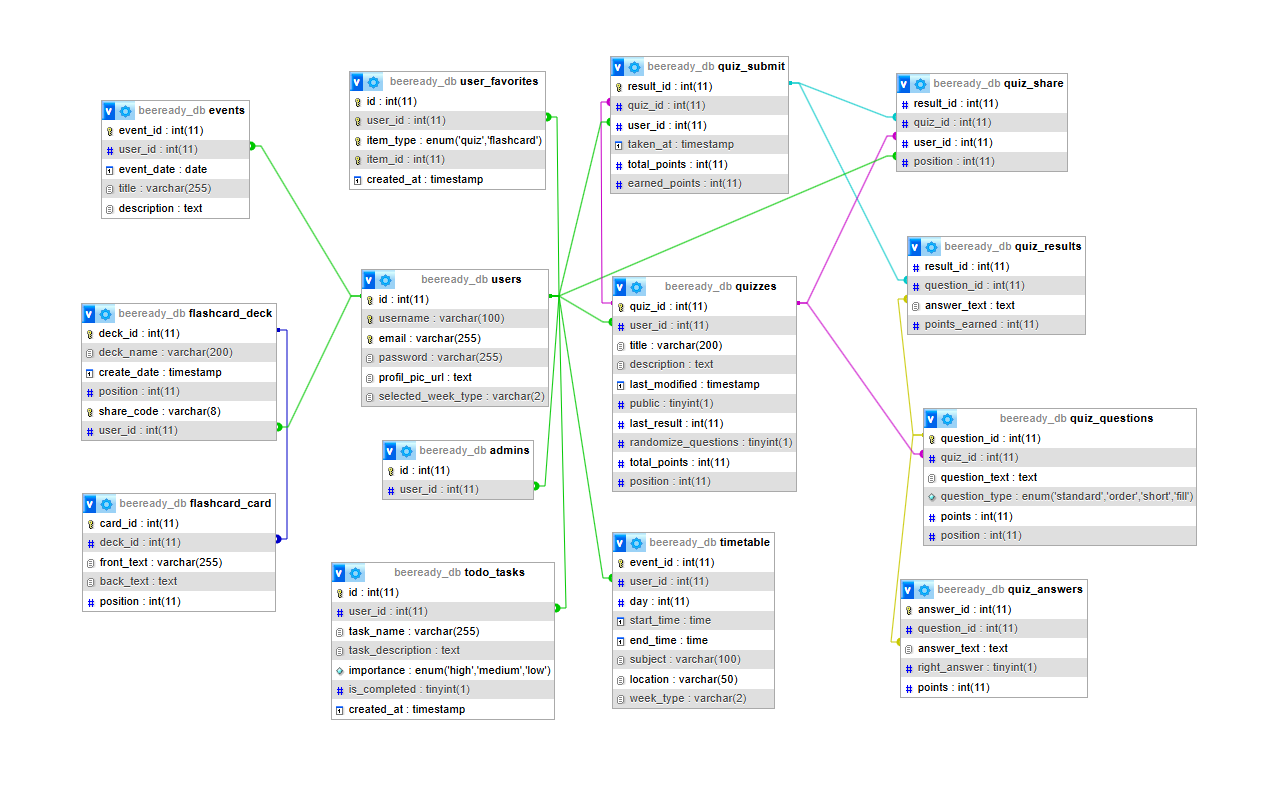 beeready_db events
event_id : int(11)
user_id : int(11)
event_date : date
title : varchar(255)
description : text
beeready_db user_favorites
id : int(11)
user_id : int(11)
item_type : enum('quiz','flashcard')
item_id : int(11)
created_at : timestamp
beeready_db quiz_submit
result_id : int(11)
quiz_id : int(11)
user_id : int(11)
taken_at : timestamp
total_points : int(11)
earned_points : int(11)
beeready_db quiz_share
result_id : int(11)
quiz_id : int(11)
user_id : int(11)
position : int(11)
beeready_db quiz_results
result_id : int(11)
question_id : int(11)
answer_text : text
points_earned : int(11)
beeready_db users
id : int(11)
username : varchar(100)
email : varchar(255)
password : varchar(255)
profil_pic_url : text
selected_week_type : varchar(2)
beeready_db quizzes
quiz_id : int(11)
user_id : int(11)
title : varchar(200)
description : text
last_modified : timestamp
public : tinyint(1)
last_result : int(11)
randomize_questions : tinyint(1)
total_points : int(11)
position : int(11)
beeready_db flashcard_deck
deck_id : int(11)
deck_name : varchar(200)
create_date : timestamp
position : int(11)
share_code : varchar(8)
user_id : int(11)
beeready_db quiz_questions
question_id : int(11)
quiz_id : int(11)
question_text : text
question_type : enum('standard','order','short','fill')
points : int(11)
position : int(11)
beeready_db admins
id : int(11)
user_id : int(11)
beeready_db flashcard_card
card_id : int(11)
deck_id : int(11)
front_text : varchar(255)
back_text : text
position : int(11)
beeready_db todo_tasks
id : int(11)
user_id : int(11)
task_name : varchar(255)
task_description : text
importance : enum('high','medium','low')
is_completed : tinyint(1)
created_at : timestamp
beeready_db timetable
event_id : int(11)
user_id : int(11)
day : int(11)
start_time : time
end_time : time
subject : varchar(100)
location : varchar(50)
week_type : varchar(2)
beeready_db quiz_answers
answer_id : int(11)
question_id : int(11)
answer_text : text
right_answer : tinyint(1)
points : int(11)